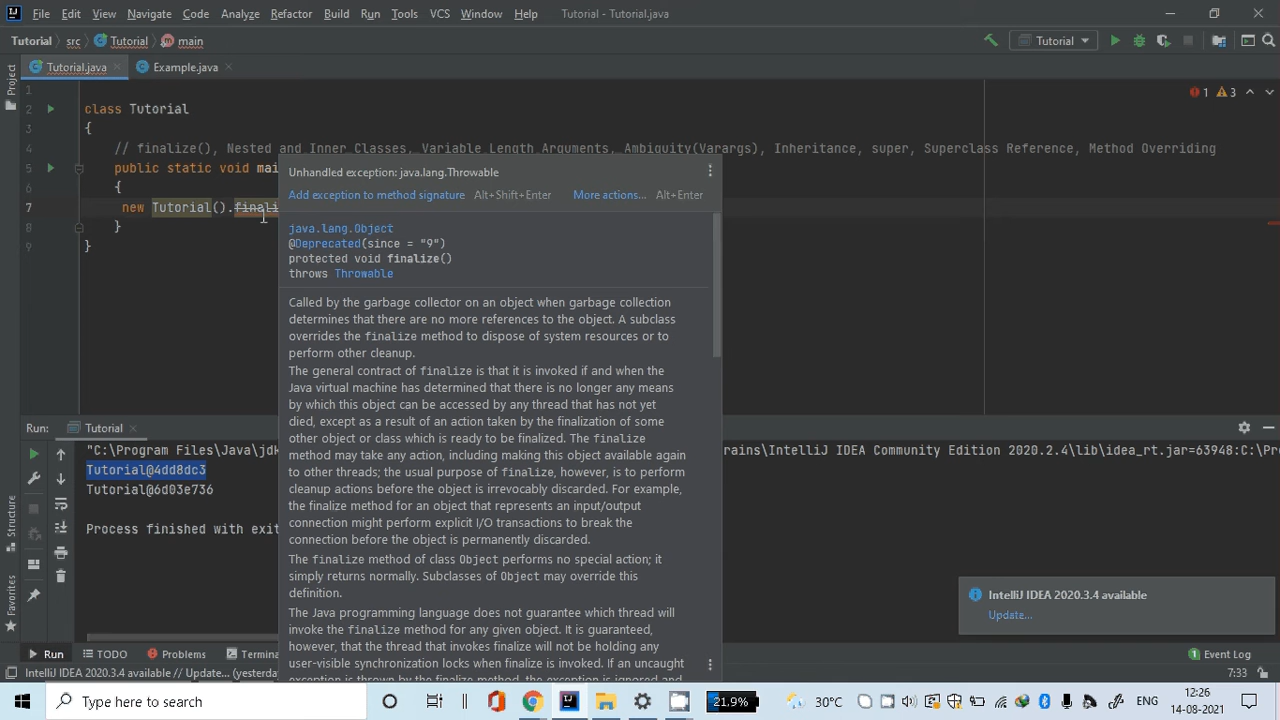 File Edit View Navigate Code Analyze Refactor Build Run Tools VCS Window Help Tutorial - Tutorial.java
Tutorial src Tutorial main Tutorial
Project
Tutorial.java Example.java
1
2 class Tutorial 1 3
3 {
4 // finalize(), Nested and Inner Classes, Variable Length Arguments, Ambiguity(Varargs), Inheritance, super, Superclass Reference, Method Overriding
5 public static void mai
6 {
7 new Tutorial().finali
8 }
9 }
Unhandled exception: java.lang.Throwable
Add exception to method signature Alt+Shift+Enter More actions... Alt+Enter
java.lang.Object
@Deprecated(since = "9")
protected void finalize()
throws Throwable
Called by the garbage collector on an object when garbage collection
determines that there are no more references to the object. A subclass
overrides the finalize method to dispose of system resources or to
perform other cleanup.
The general contract of finalize is that it is invoked if and when the
Java virtual machine has determined that there is no longer any means
by which this object can be accessed by any thread that has not yet
died, except as a result of an action taken by the finalization of some
other object or class which is ready to be finalized. The finalize
method may take any action, including making this object available again
to other threads; the usual purpose of finalize, however, is to perform
cleanup actions before the object is irrevocably discarded. For example,
the finalize method for an object that represents an input/output
connection might perform explicit I/O transactions to break the
connection before the object is permanently discarded.
The finalize method of class Object performs no special action; it
simply returns normally. Subclasses of Object may override this
definition.
The Java programming language does not guarantee which thread will
invoke the finalize method for any given object. It is guaranteed,
however, that the thread that invokes finalize will not be holding any
user-visible synchronization locks when finalize is invoked. If an uncaught
exception is thrown by the finalize method, the exception is ignored and
Run: Tutorial
"C:\Program Files\Java\jdk rains\IntelliJ IDEA Community Edition 2020.2.4\lib\idea_rt.jar=63948:C:\Pro
Tutorial@4dd8dc3
Tutorial@6d03e736
Process finished with exit
Structure
Favorites
IntelliJ IDEA 2020.3.4 available
Update...
Run TODO Problems Terminal Event Log
IntelliJ IDEA 2020.3.4 available // Update... 7:33
Type here to search 21,9% 30°C ENG 12:26
14-08-2021